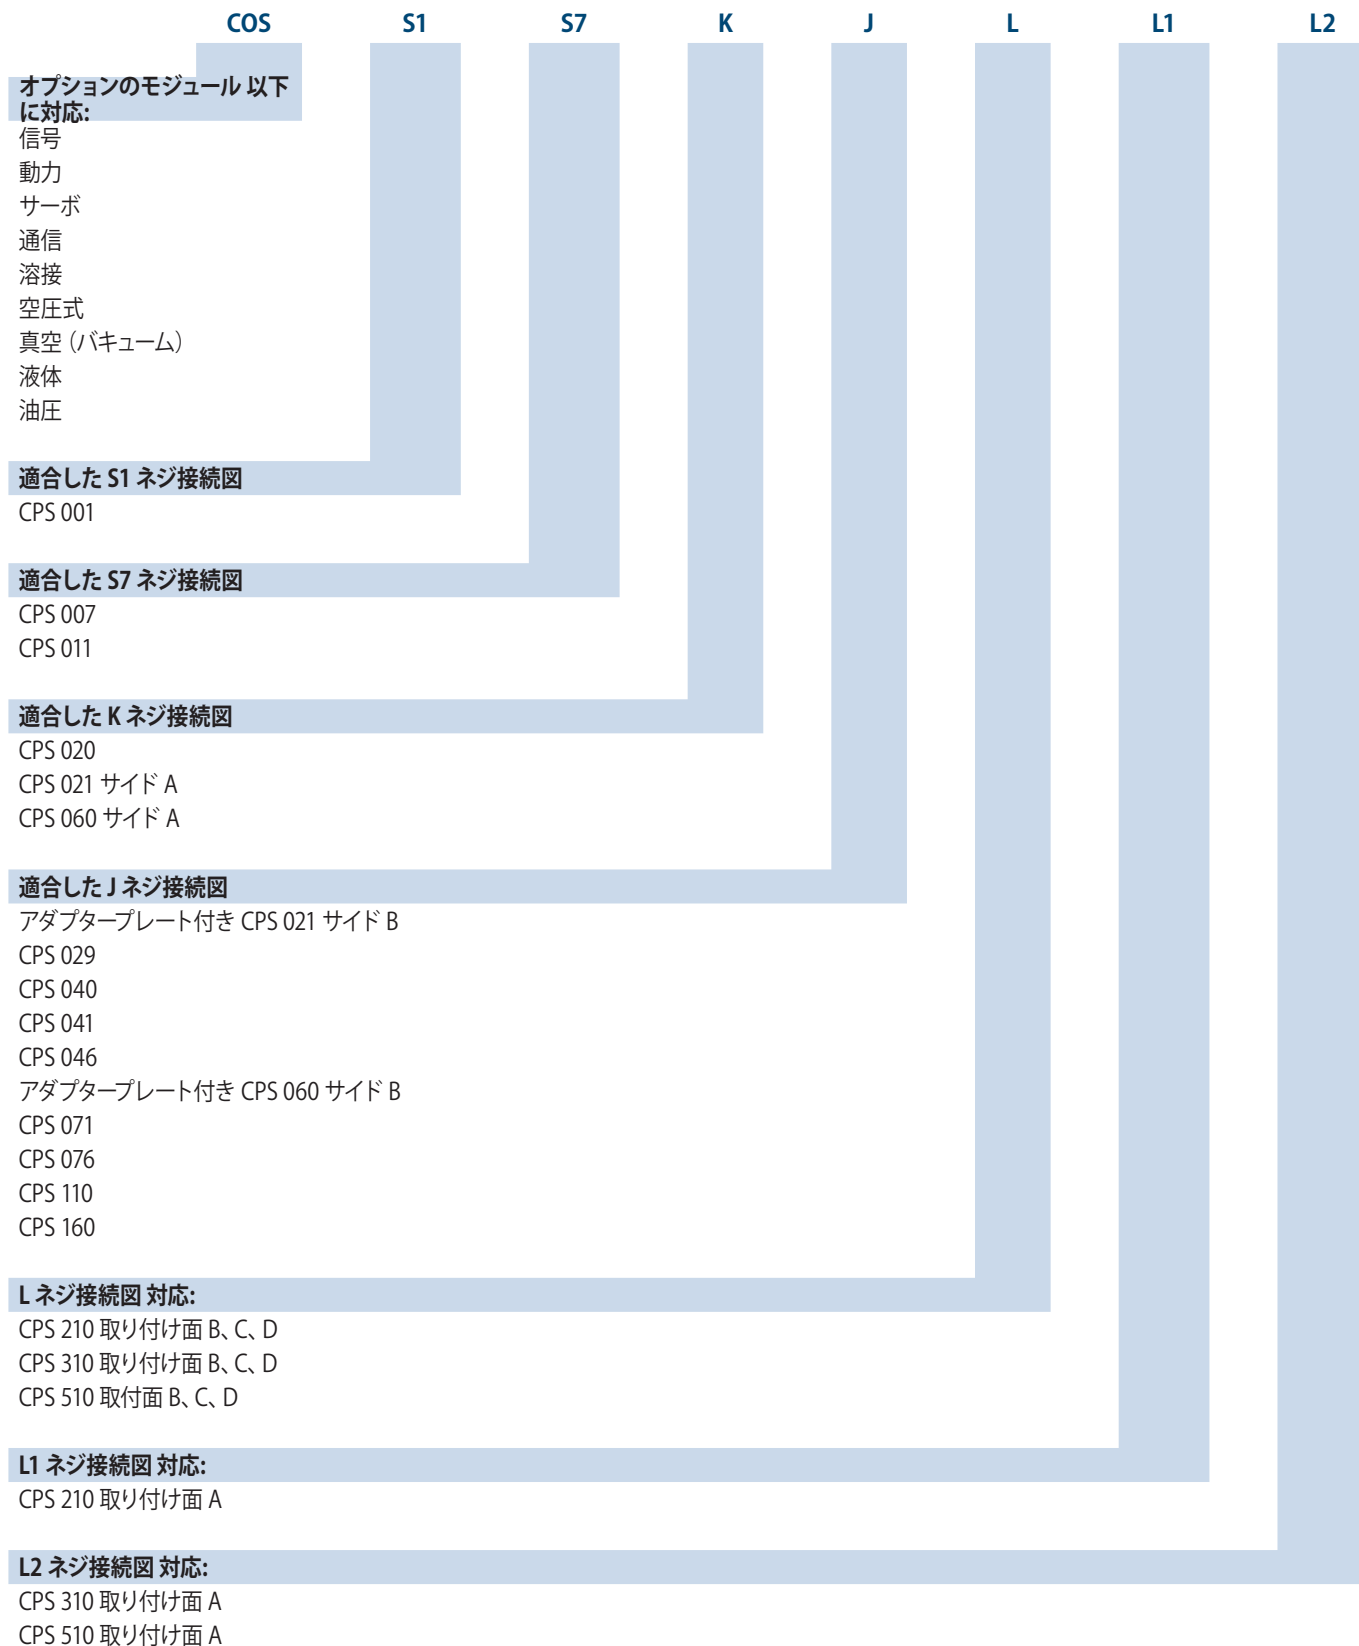 COS S1 S7 K J L L1 L2
オプションのモジュール 以下
に対応:
信号
動力
サーボ
通信
溶接
空圧式
真空（バキューム）
液体
油圧
適合した S1 ネジ接続図
CPS 001
適合した S7 ネジ接続図
CPS 007
CPS 011
適合した K ネジ接続図
CPS 020
CPS 021 サイド A
CPS 060 サイド A
適合した J ネジ接続図
アダプタープレート付き CPS 021 サイド B
CPS 029
CPS 040
CPS 041
CPS 046
アダプタープレート付き CPS 060 サイド B
CPS 071
CPS 076
CPS 110
CPS 160
L ネジ接続図 対応:
CPS 210 取り付け面 B、C、D
CPS 310 取り付け面 B、C、D
CPS 510 取付面 B、C、D
L1 ネジ接続図 対応:
CPS 210 取り付け面 A
L2 ネジ接続図 対応:
CPS 310 取り付け面 A
CPS 510 取り付け面 A